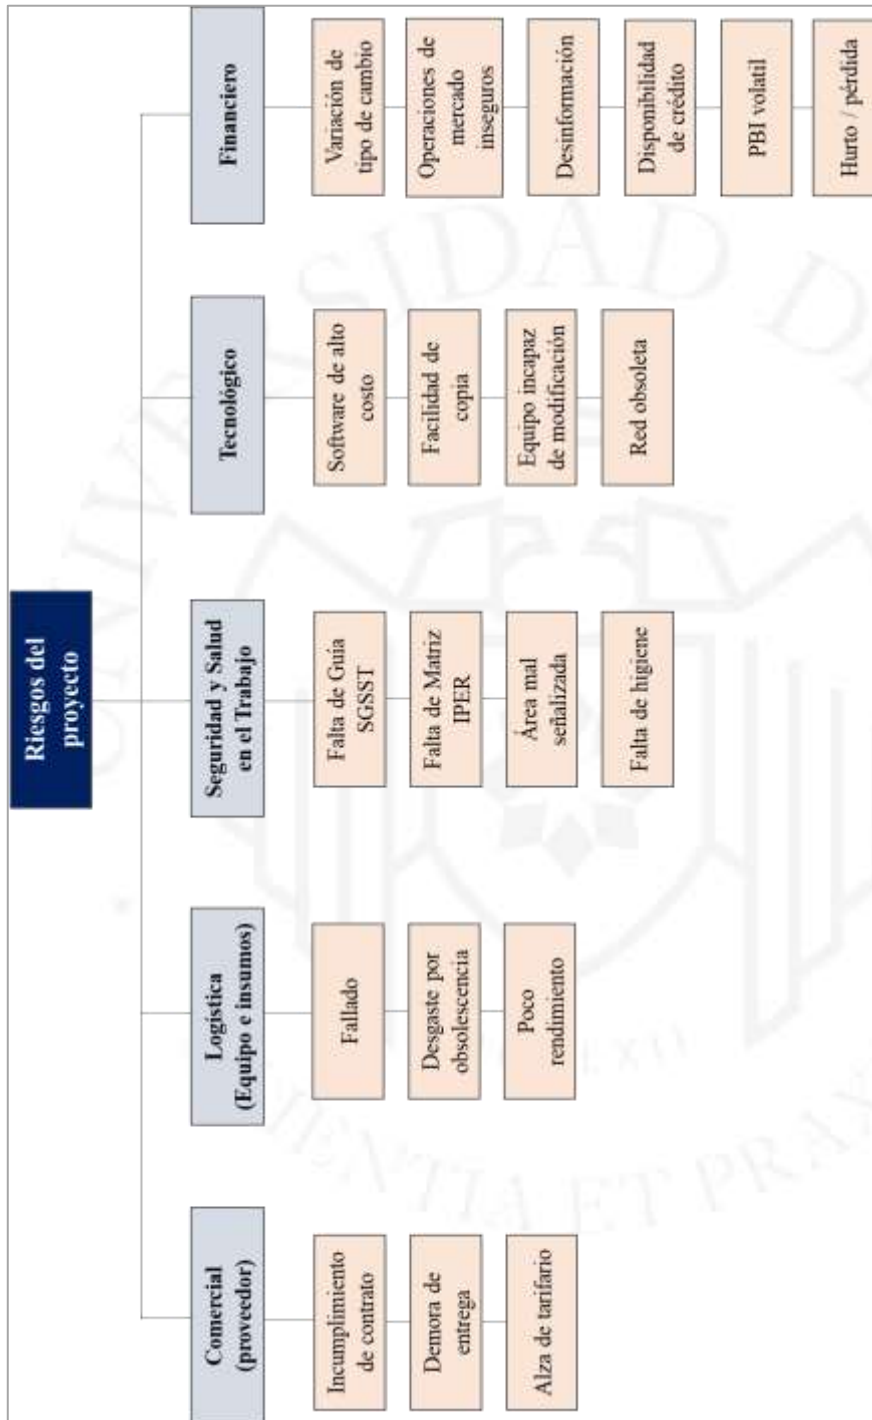 Riesgos del
proyecto
Comercial
(proveedor)
Incumplimiento
de contrato
Demora de
entrega
Alza de tarifario
Logística
(Equipo e insumos)
Fallado
Desgaste por
obsolescencia
Poco
rendimiento
Seguridad y Salud
en el Trabajo
Falta de Guía
SGSST
Falta de Matriz
IPER
Área mal
señalizada
Falta de higiene
Tecnológico
Software de alto
costo
Facilidad de
copia
Equipo incapaz
de modificación
Red obsoleta
Financiero
Variación de
tipo de cambio
Operaciones de
mercado
inseguros
Desinformación
Disponibilidad
de crédito
PBI volatil
Hurto / pérdida